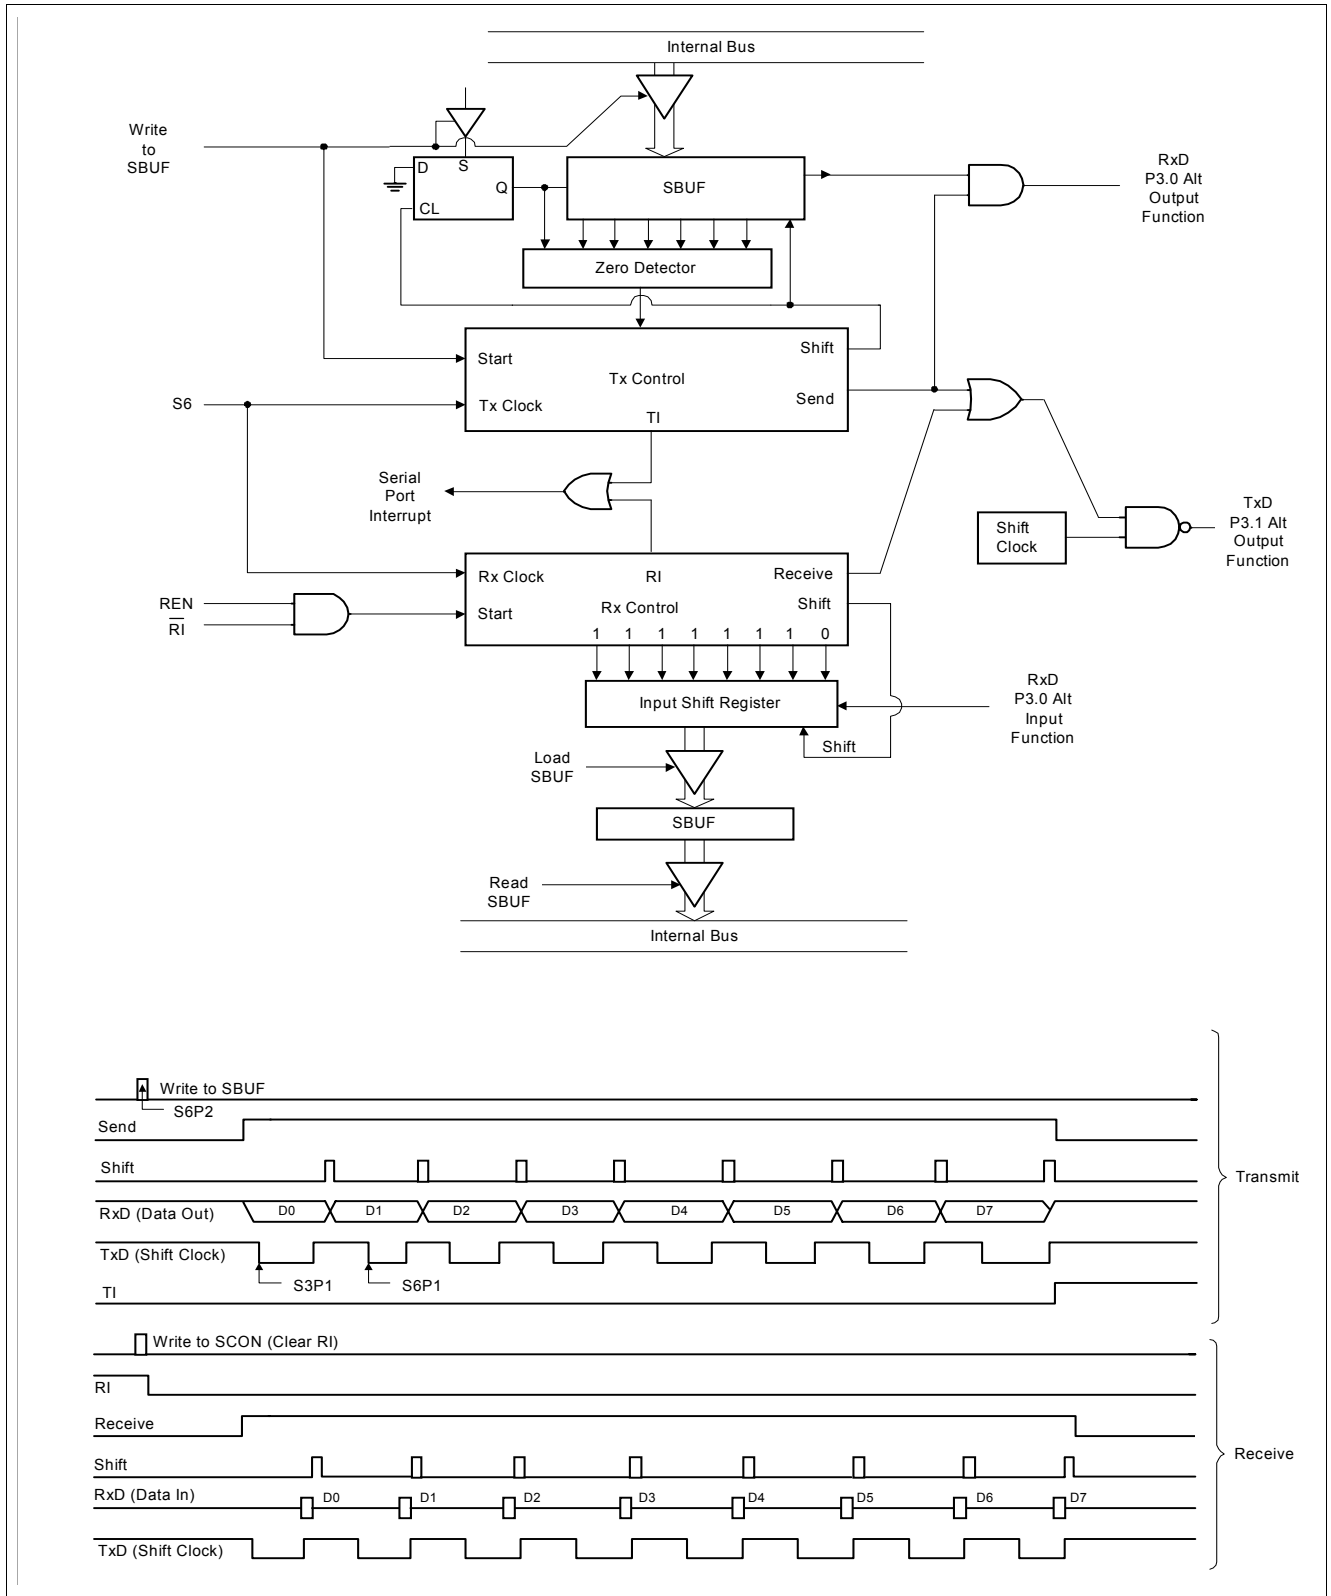 Internal Bus
Write
to
SBUF
D
S
Q
CL
SBUF
RxD
P3.0 Alt
Output
Function
Zero Detector
Start
Shift
Tx Control
Tx Clock
Send
TI
S6
Serial
Port
Interrupt
Shift
Clock
TxD
P3.1 Alt
Output
Function
Rx Clock
RI
Receive
Shift
REN
RI
Start
Rx Control
1 1 1 1 1 1 1 0
Input Shift Register
RxD
P3.0 Alt
Input
Function
Shift
Load
SBUF
SBUF
Read
SBUF
Internal Bus
Write to SBUF
S6P2
Send
Shift
RxD (Data Out)
D0 D1 D2 D3 D4 D5 D6 D7
TxD (Shift Clock)
S3P1 S6P1
TI
Transmit
Write to SCON (Clear RI)
RI
Receive
Shift
RxD (Data In)
D0 D1 D2 D3 D4 D5 D6 D7
TxD (Shift Clock)
Receive